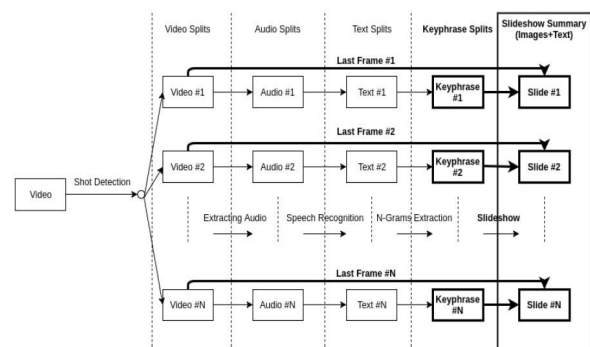 Video Splits
Audio Splits
Text Splits
Keyphrase Splits
Slideshow Summary
(Images+Text)
Last Frame #1
Video #1
Audio #1
Text #1
Keyphrase
#1
Slide #1
Last Frame #2
Video #2
Audio #2
Text #2
Keyphrase
#2
Slide #2
Video
Shot Detection
Extracting Audio
Speech Recognition
N-Grams Extraction
Slideshow
Last Frame #N
Video #N
Audio #N
Text #N
Keyphrase
#N
Slide #N